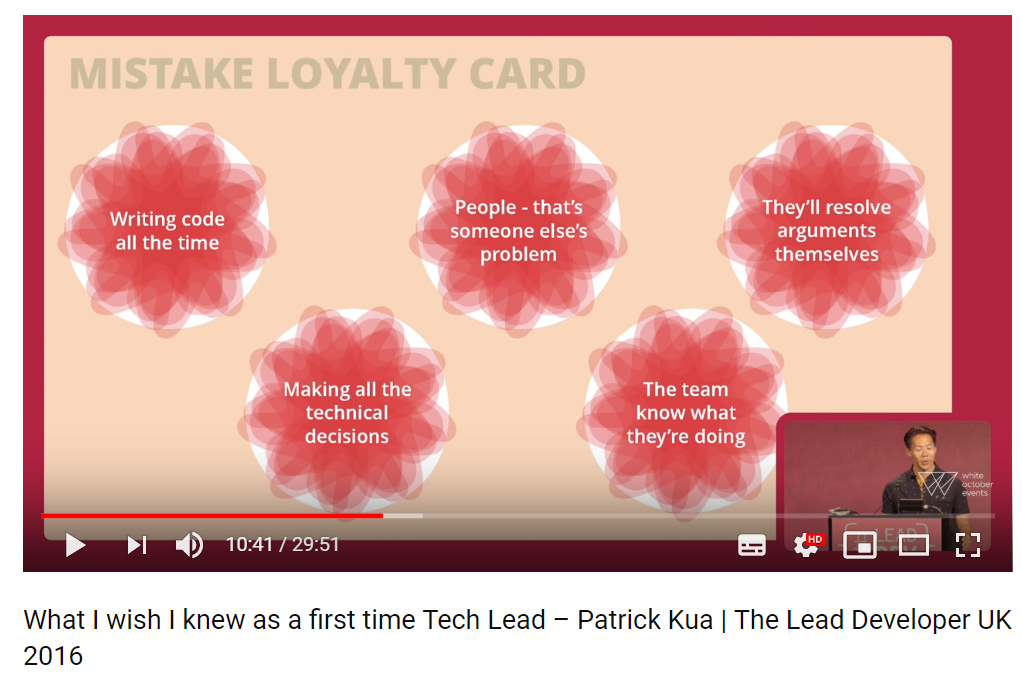 MISTAKE LOYALTY CARD
Writing code
all the time
People - that’s
someone else’s
problem
They’ll resolve
arguments
themselves
Making all the
technical
decisions
The team
know what
they’re doing
white
october
events
LEAD
10:41 / 29:51
HD
What I wish I knew as a first time Tech Lead – Patrick Kua | The Lead Developer UK
2016